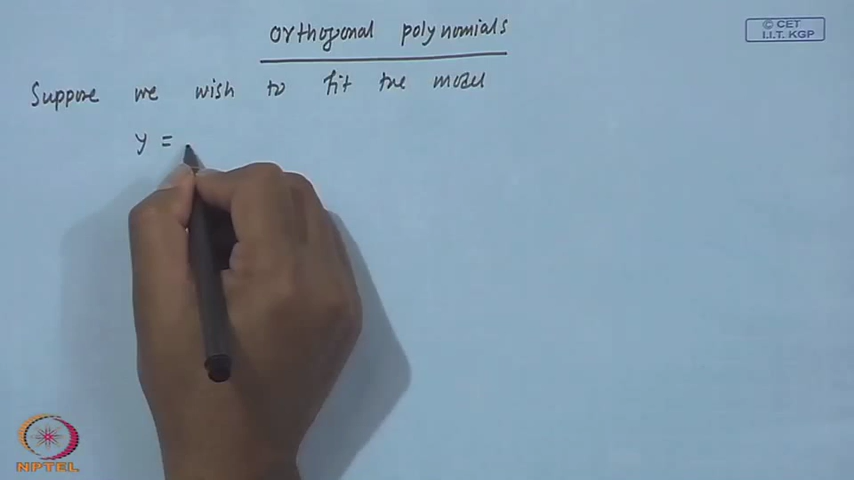 Orthogonal polynomials
© CET
I.I.T. KGP
Suppose we wish to fit the model
y =
NPTEL